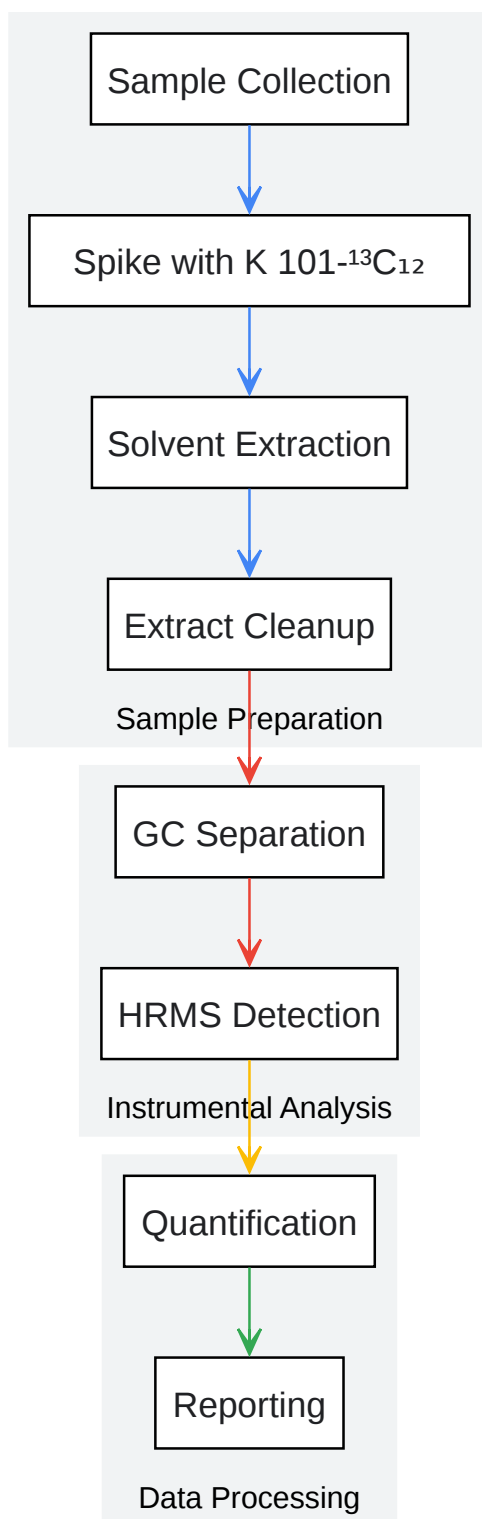 Sample Collection
Spike with K 101-¹³C₁₂
Solvent Extraction
Extract Cleanup
Sample Preparation
GC Separation
HRMS Detection
Instrumental Analysis
Quantification
Reporting
Data Processing